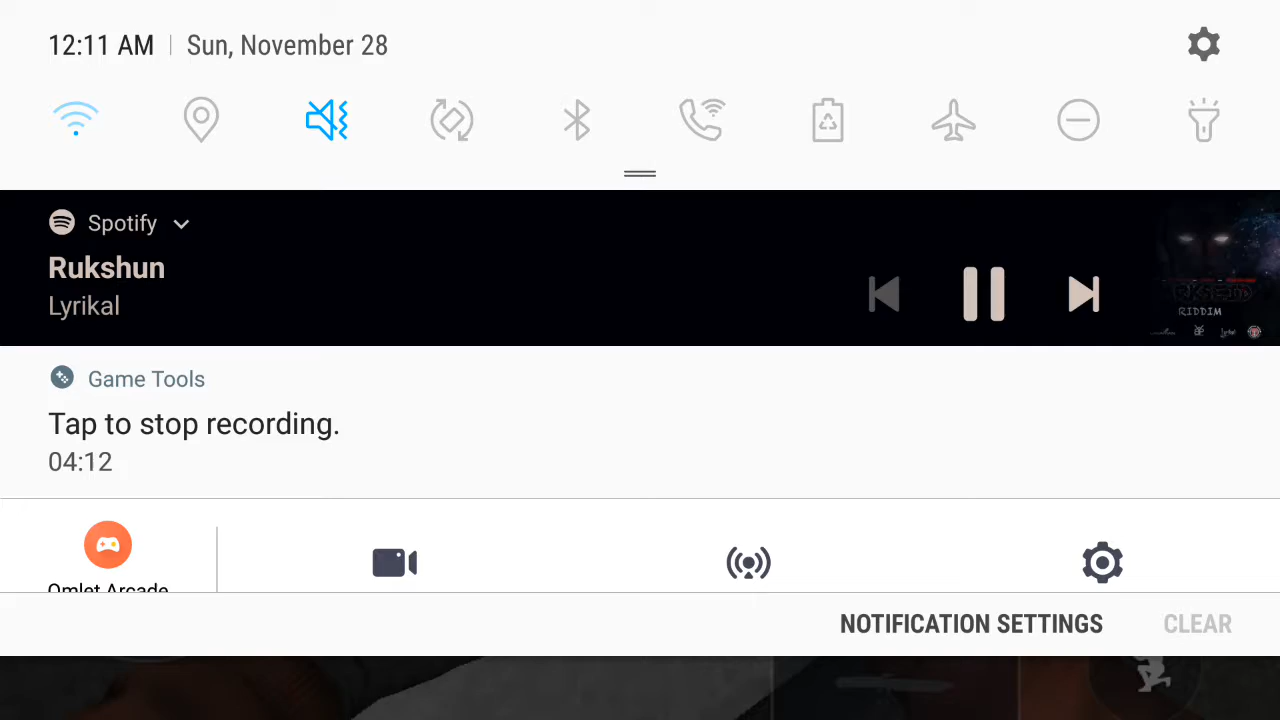 12:11 AM | Sun, November 28
Spotify
Rukshun
Lyrikal
RIDDIM
Game Tools
Tap to stop recording.
04:12
Omlet Arcade
NOTIFICATION SETTINGS
CLEAR